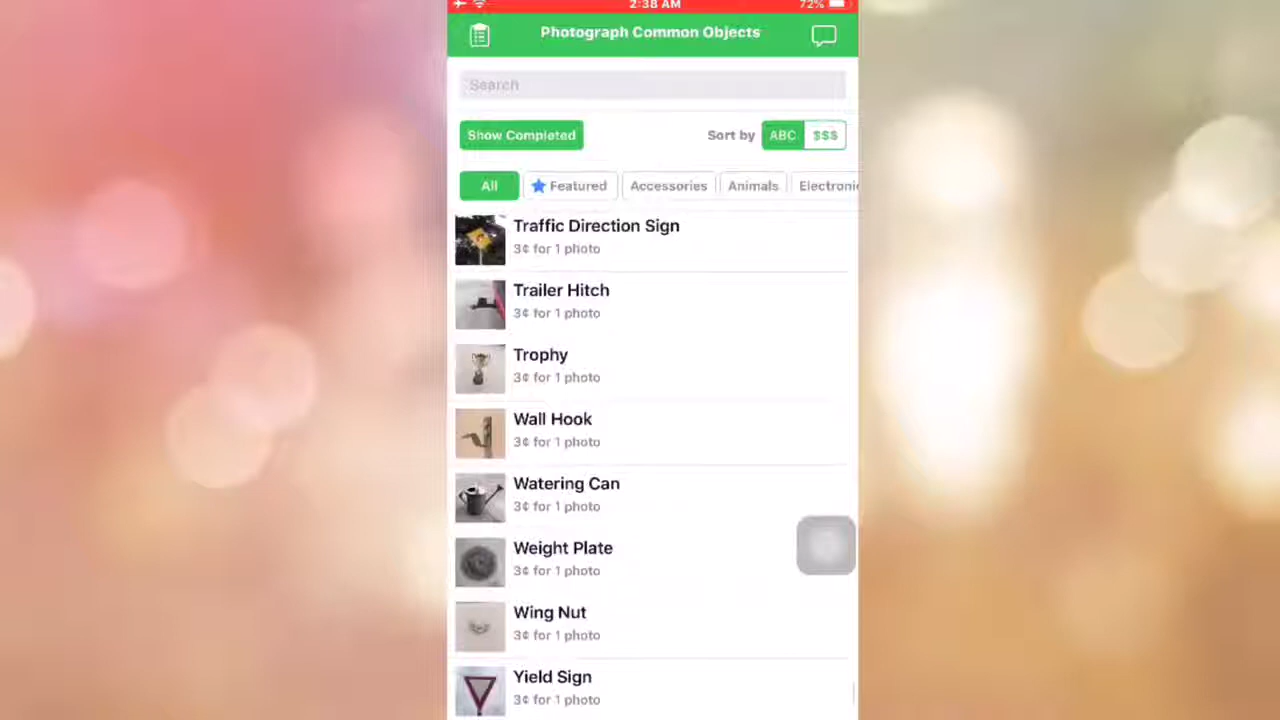 2:38 AM
72%
Photograph Common Objects
Search
Show Completed
Sort by
ABC
$$$
All
Featured
Accessories
Animals
Electronic
Traffic Direction Sign
3¢ for 1 photo
Trailer Hitch
3¢ for 1 photo
Trophy
3¢ for 1 photo
Wall Hook
3¢ for 1 photo
Watering Can
3¢ for 1 photo
Weight Plate
3¢ for 1 photo
Wing Nut
3¢ for 1 photo
Yield Sign
3¢ for 1 photo